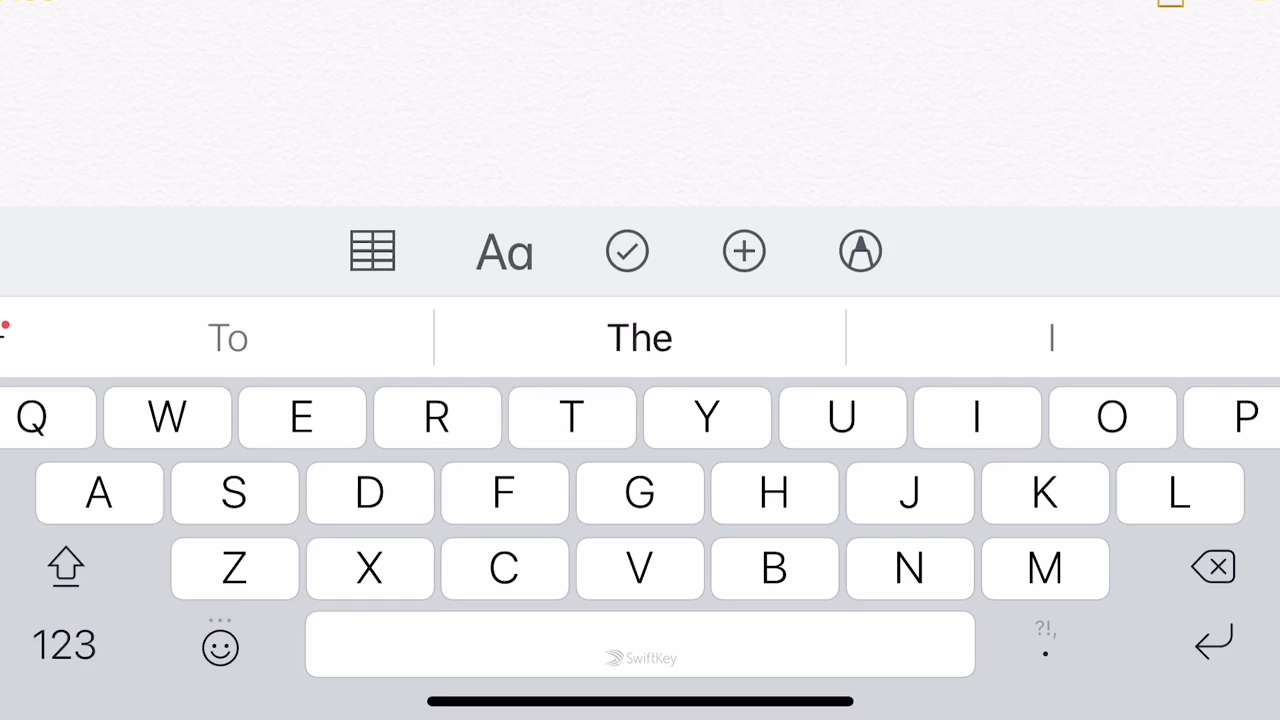 Aa
To The I
Q W E R T Y U I O P
A S D F G H J K L
Z X C V B N M
?!,
123 SwiftKey .